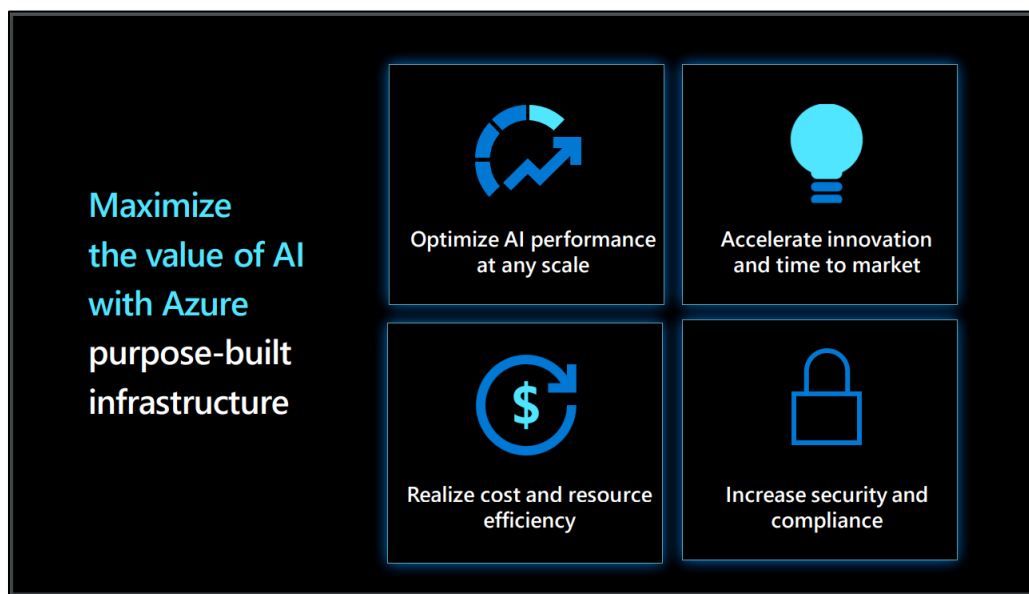 Maximize
the value of AI
with Azure
purpose-built
infrastructure
Optimize AI performance
at any scale
Accelerate innovation
and time to market
$
Realize cost and resource
efficiency
Increase security and
compliance